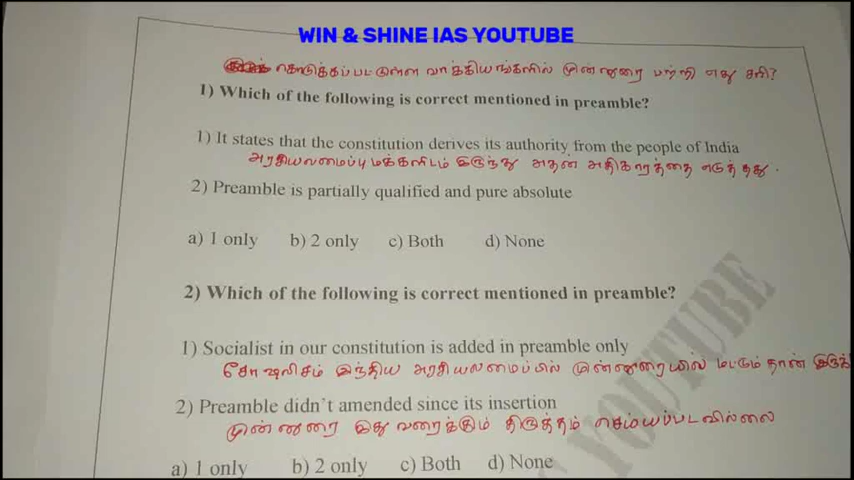 WIN & SHINE IAS YOUTUBE
கொடுக்கப்பட்டுள்ள வாக்கியங்களில் முன்னுரை பற்றி எது சரி?
1) Which of the following is correct mentioned in preamble?
1) It states that the constitution derives its authority from the people of India
அரசியலமைப்பு மக்களிடம் இருந்து அதன் அதிகாரத்தை எடுத்தது.
2) Preamble is partially qualified and pure absolute
a) 1 only b) 2 only c) Both d) None
2) Which of the following is correct mentioned in preamble?
1) Socialist in our constitution is added in preamble only
சோஷலிசம் இந்திய அரசியலமைப்பில் முன்னுரையில் மட்டும் தான்
2) Preamble didn't amended since its insertion
முன்னுரை இது வரைக்கும் திருத்தம் செய்யப்படவில்லை
a) 1 only b) 2 only c) Both d) None
YOUTUBE